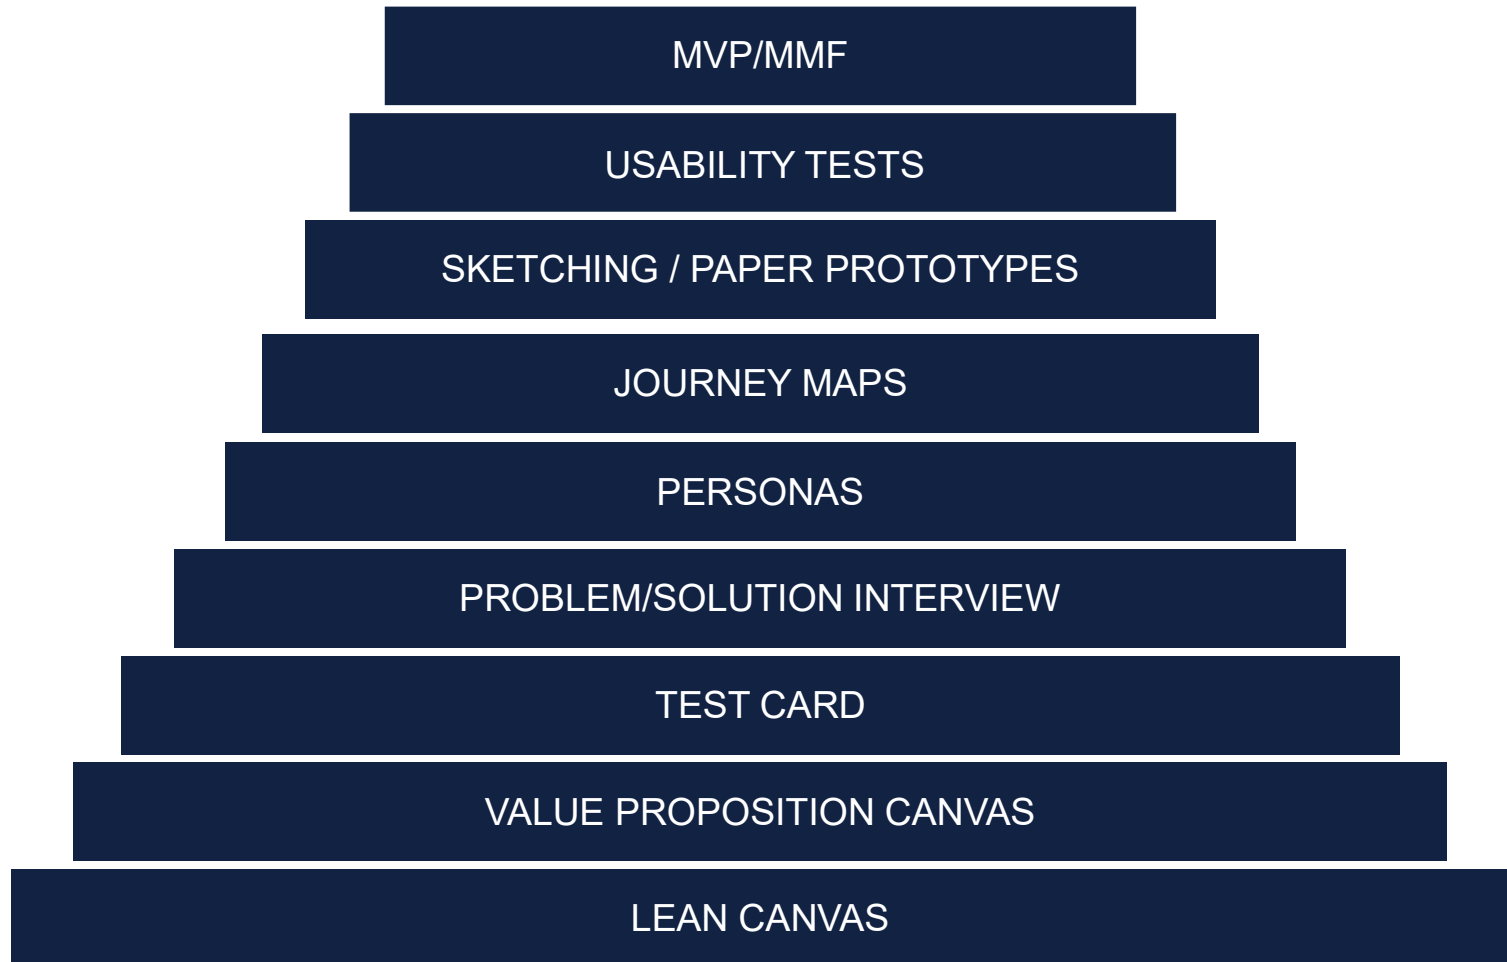 MVP/MMF
USABILITY TESTS
SKETCHING / PAPER PROTOTYPES
JOURNEY MAPS
PERSONAS
PROBLEM/SOLUTION INTERVIEW
TEST CARD
VALUE PROPOSITION CANVAS
LEAN CANVAS